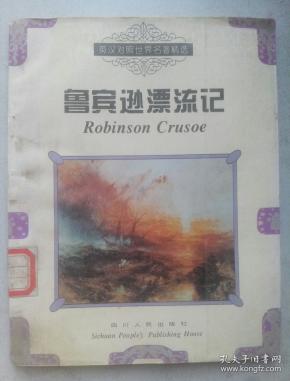 英汉对照世界名著精选
鲁宾逊漂流记
Robinson Crusoe
四川人民出版社
Sichuan People's Publishing House
孔夫子旧书网